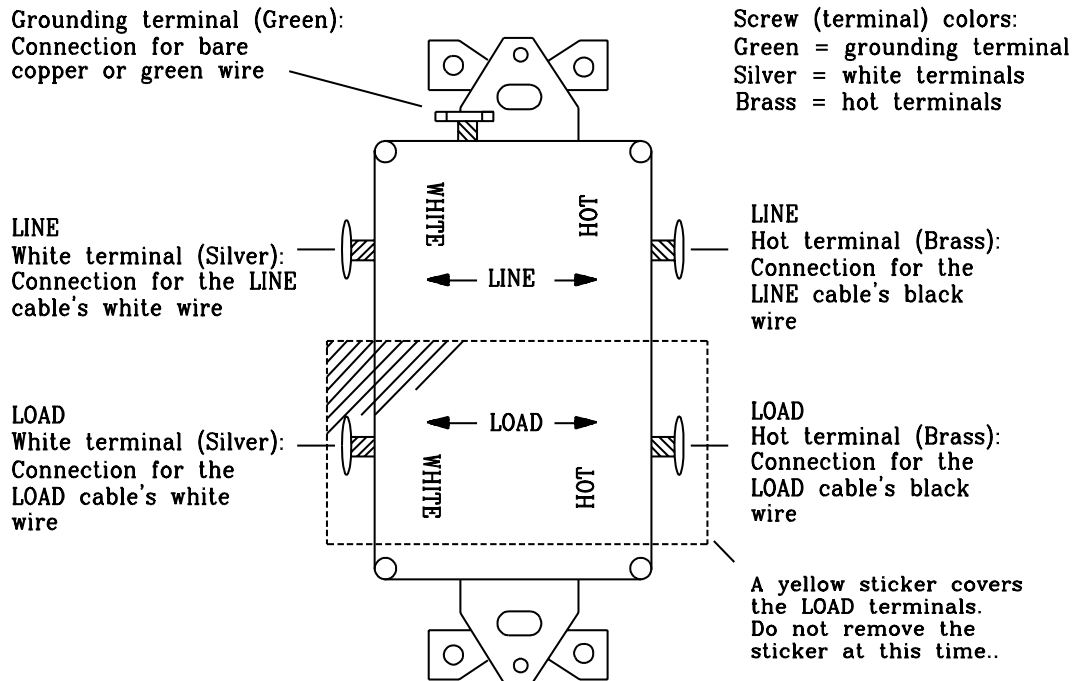 Grounding terminal (Green):
Connection for bare
copper or green wire
Screw (terminal) colors:
Green = grounding terminal
Silver = white terminals
Brass = hot terminals
WHITE
HOT
LINE
White terminal (Silver):
Connection for the LINE
cable's white wire
LINE
LINE
Hot terminal (Brass):
Connection for the
LINE cable's black
wire
LOAD
White terminal (Silver):
Connection for the
LOAD cable's white
wire
LOAD
WHITE
HOT
LOAD
Hot terminal (Brass):
Connection for the
LOAD cable's black
wire
A yellow sticker covers
the LOAD terminals.
Do not remove the
sticker at this time..